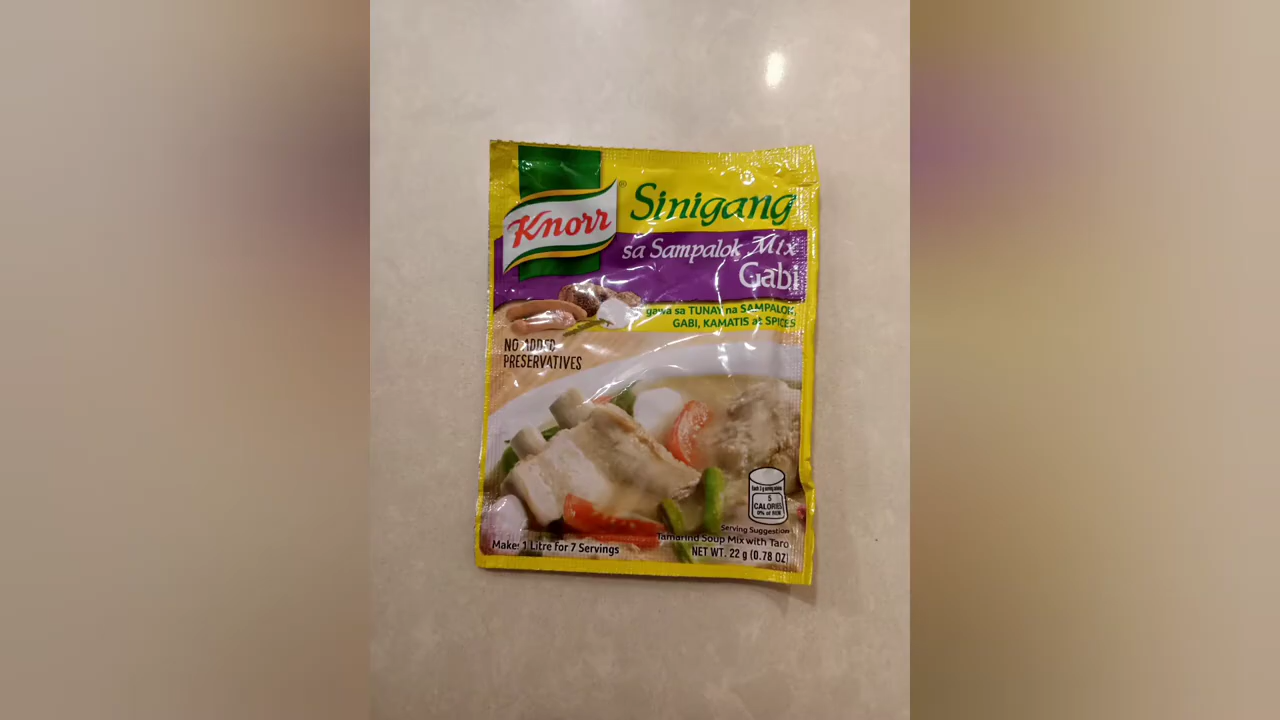 Knorr®
Sinigang
sa Sampalok Mix
Gabi
gawa sa TUNAY na SAMPALOK,
GABI, KAMATIS at SPICES
NO ADDED
PRESERVATIVES
5
CALORIES
Serving Suggestion
Tamarind Soup Mix with Taro
Makes 1 Litre for 7 Servings
NET WT. 22 g (0.78 OZ)